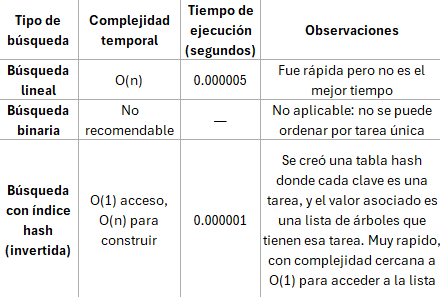 Tipo de búsqueda
Complejidad temporal
Tiempo de ejecución (segundos)
Observaciones
Búsqueda lineal
O(n)
0.000005
Fue rápida pero no es el
mejor tiempo
Búsqueda binaria
No recomendable
—
No aplicable: no se puede
ordenar por tarea única
Búsqueda con índice hash (invertida)
O(1) acceso, O(n) para construir
0.000001
Se creó una tabla hash
donde cada clave es una
tarea, y el valor asociado es
una lista de árboles que
tienen esa tarea. Muy rapido,
con complejidad cercana a
O(1) para acceder a la lista